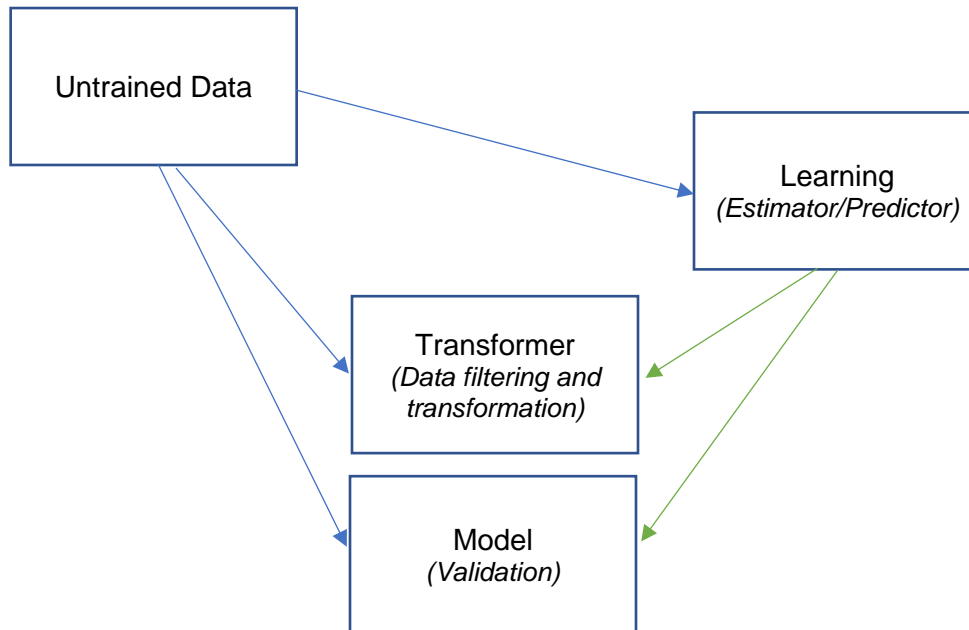 Untrained Data
Learning
(Estimator/Predictor)
Transformer
(Data filtering and
transformation)
Model
(Validation)